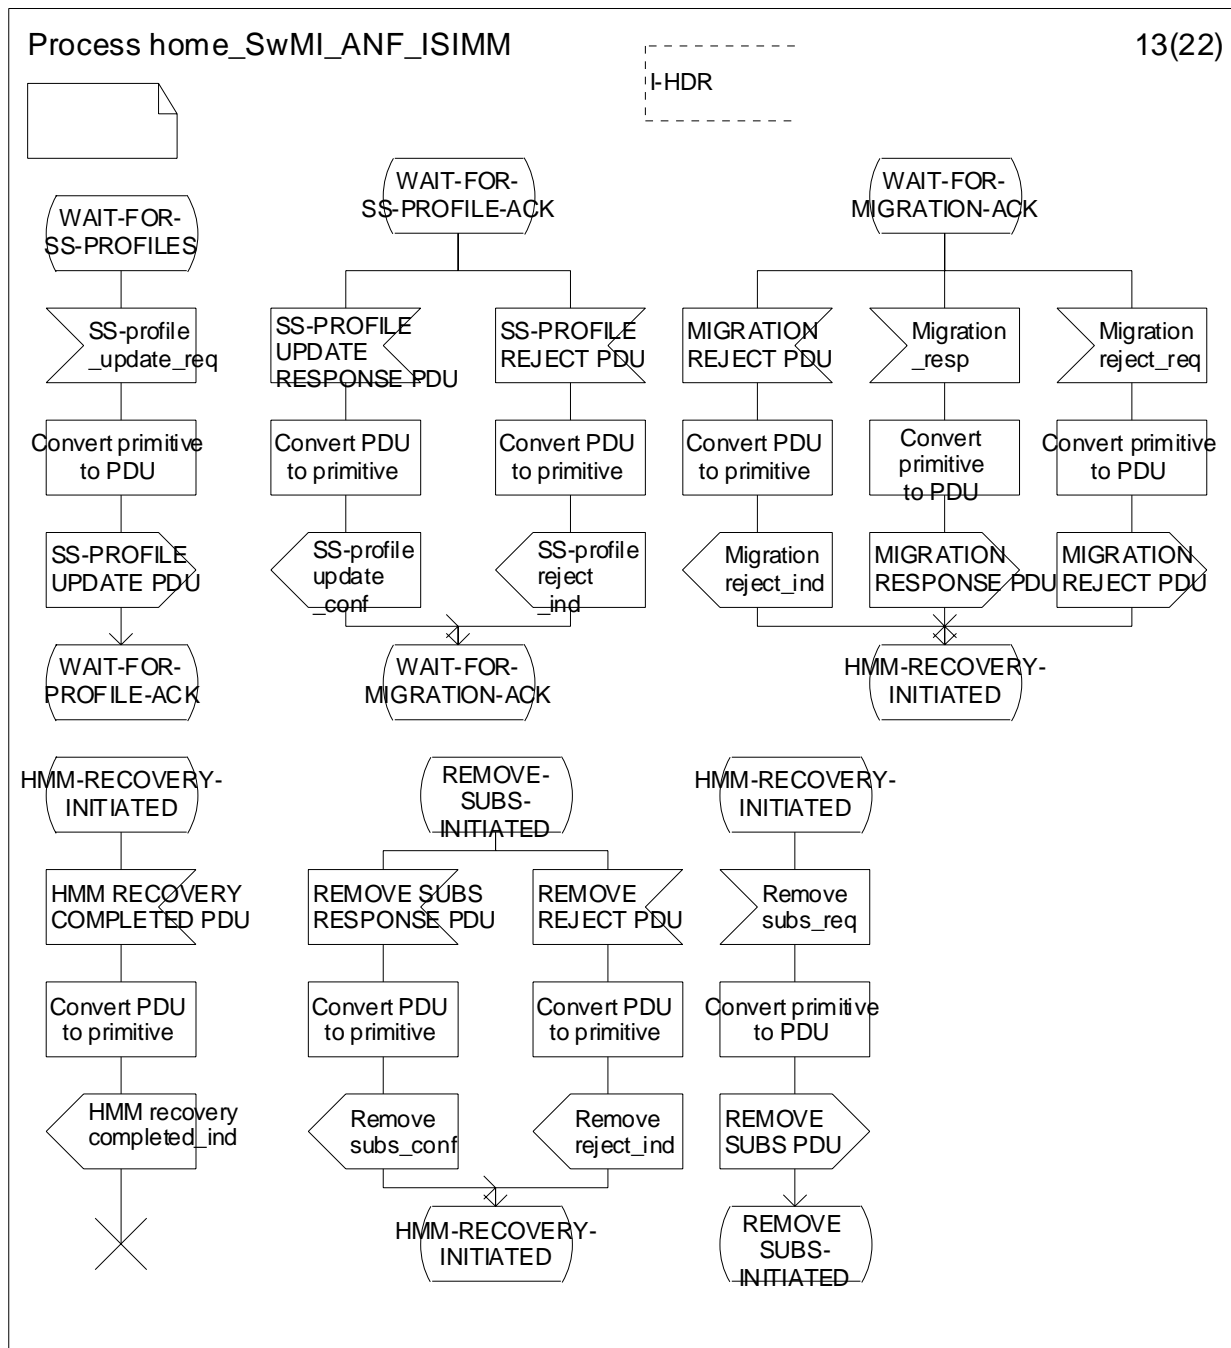 Process home_SwMI_ANF_ISIMM
13(22)
I-HDR
WAIT-FOR-
SS-PROFILES
SS-profile
_update_req
Convert primitive
to PDU
SS-PROFILE
UPDATE PDU
WAIT-FOR-
PROFILE-ACK
WAIT-FOR-
SS-PROFILE-ACK
SS-PROFILE
UPDATE
RESPONSE PDU
Convert PDU
to primitive
SS-profile
update
_conf
SS-PROFILE
REJECT PDU
Convert PDU
to primitive
SS-profile
reject
_ind
WAIT-FOR-
MIGRATION-ACK
WAIT-FOR-
MIGRATION-ACK
MIGRATION
REJECT PDU
Convert PDU
to primitive
Migration
reject_ind
Migration
_resp
Convert
primitive
to PDU
MIGRATION
RESPONSE PDU
Migration
reject_req
Convert primitive
to PDU
MIGRATION
REJECT PDU
HMM-RECOVERY-
INITIATED
HMM-RECOVERY-
INITIATED
HMM RECOVERY
COMPLETED PDU
Convert PDU
to primitive
HMM recovery
completed_ind
REMOVE-
SUBS-
INITIATED
REMOVE SUBS
RESPONSE PDU
Convert PDU
to primitive
Remove
subs_conf
REMOVE
REJECT PDU
Convert PDU
to primitive
Remove
reject_ind
HMM-RECOVERY-
INITIATED
HMM-RECOVERY-
INITIATED
Remove
subs_req
Convert primitive
to PDU
REMOVE
SUBS PDU
REMOVE
SUBS-
INITIATED